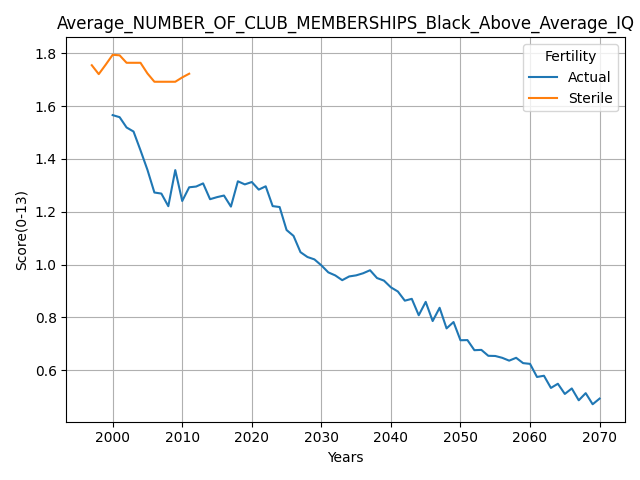 Average_NUMBER_OF_CLUB_MEMBERSHIPS_Black_Above_Average_IQ
Fertility
Actual
Sterile
Score(0-13)
1.8
1.6
1.4
1.2
1.0
0.8
0.6
2000 2010 2020 2030 2040 2050 2060 2070
Years